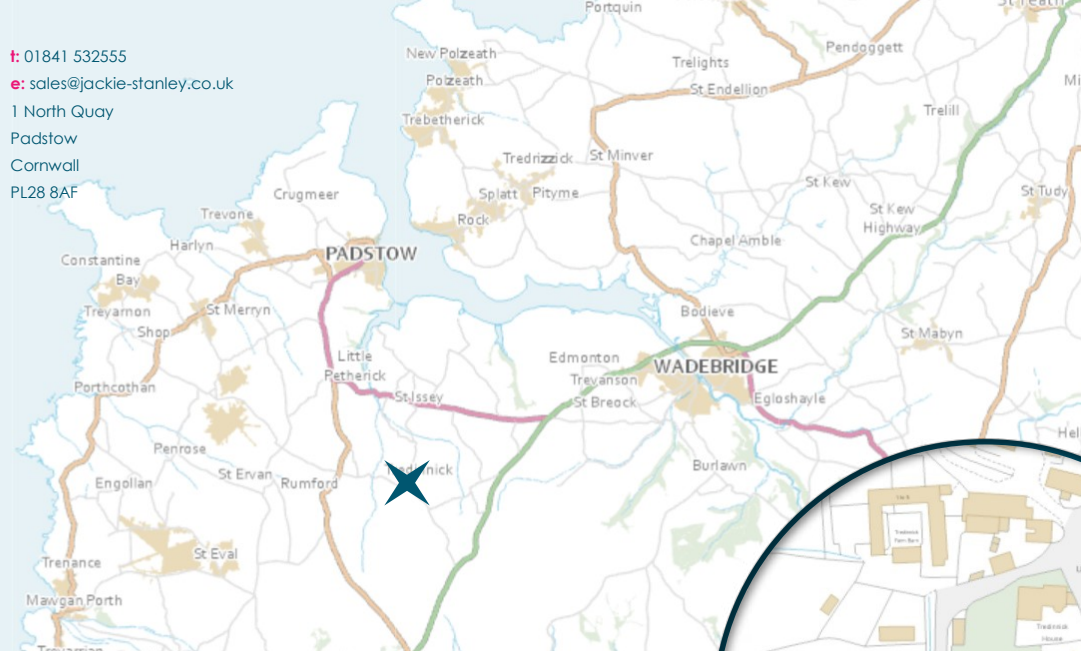 t: 01841 532555
e: sales@jackie-stanley.co.uk
1 North Quay
Padstow
Cornwall
PL28 8AF
Portquin
St Teath
New Polzeath
Pendoggett
Trelights
Polzeath
St Endellion
Trebetherick
Trelill
Tredrizzick
St Minver
St Kew
Splatt
Pityme
St Tudy
Crugmeer
Rock
St Kew
Highway
Trevone
Harlyn
Chapel Amble
PADSTOW
Constantine
Bay
Treyarnon
St Merryn
Bodieve
Shop
St Mabyn
Little
Petherick
Edmonton
WADEBRIDGE
Trevanson
Porthcothan
St Issey
St Breock
Egloshayle
Penrose
Burlawn
St Ervan
Rumford
Engollan
St Eval
Trenance
Mawgan Porth
House